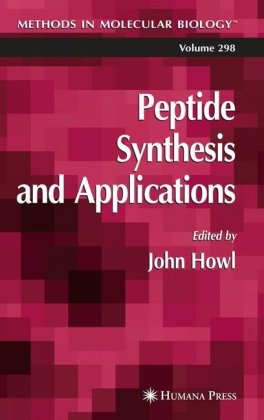 METHODS IN MOLECULAR BIOLOGY™
Volume 298
Peptide
Synthesis
and Applications
Edited by
John Howl
HUMANA PRESS